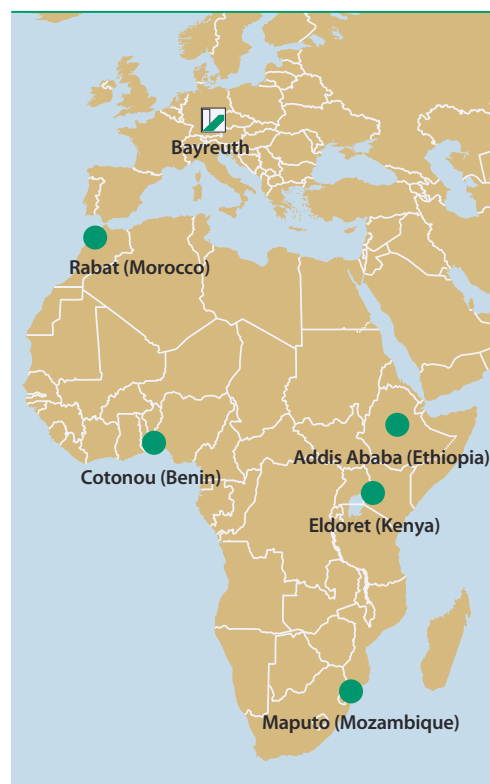 Bayreuth
Rabat (Morocco)
Addis Ababa (Ethiopia)
Cotonou (Benin)
Eldoret (Kenya)
Maputo (Mozambique)